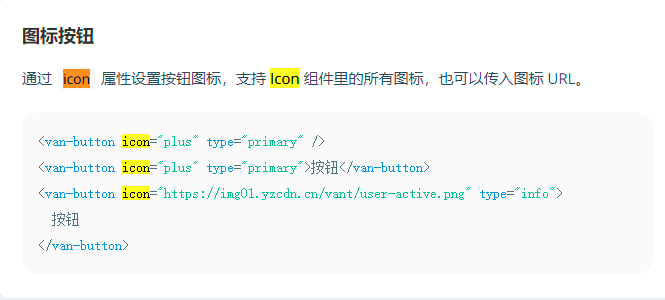 图标按钮
通过 icon 属性设置按钮图标，支持 Icon 组件里的所有图标，也可以传入图标 URL。
<van-button icon="plus" type="primary" />
<van-button icon="plus" type="primary">按钮</van-button>
<van-button icon="https://img01.yzcdn.cn/vant/user-active.png" type="info">
按钮
</van-button>